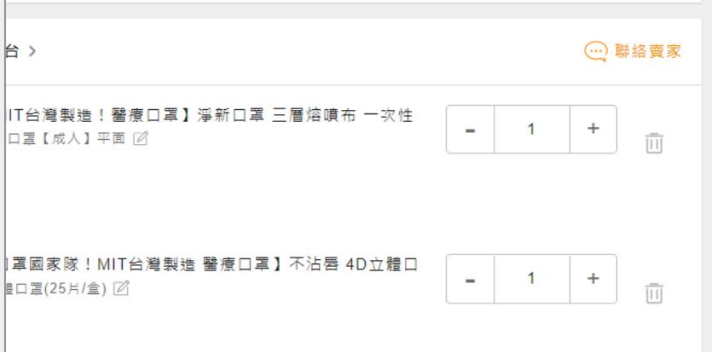 台 >
聯絡賣家
MIT台灣製造！醫療口罩】淨新口罩 三層熔噴布 一次性
- 1 +
口罩【成人】平面
罩國家隊！MIT台灣製造 醫療口罩】不沾唇 4D立體口
- 1 +
體口罩(25片/盒)